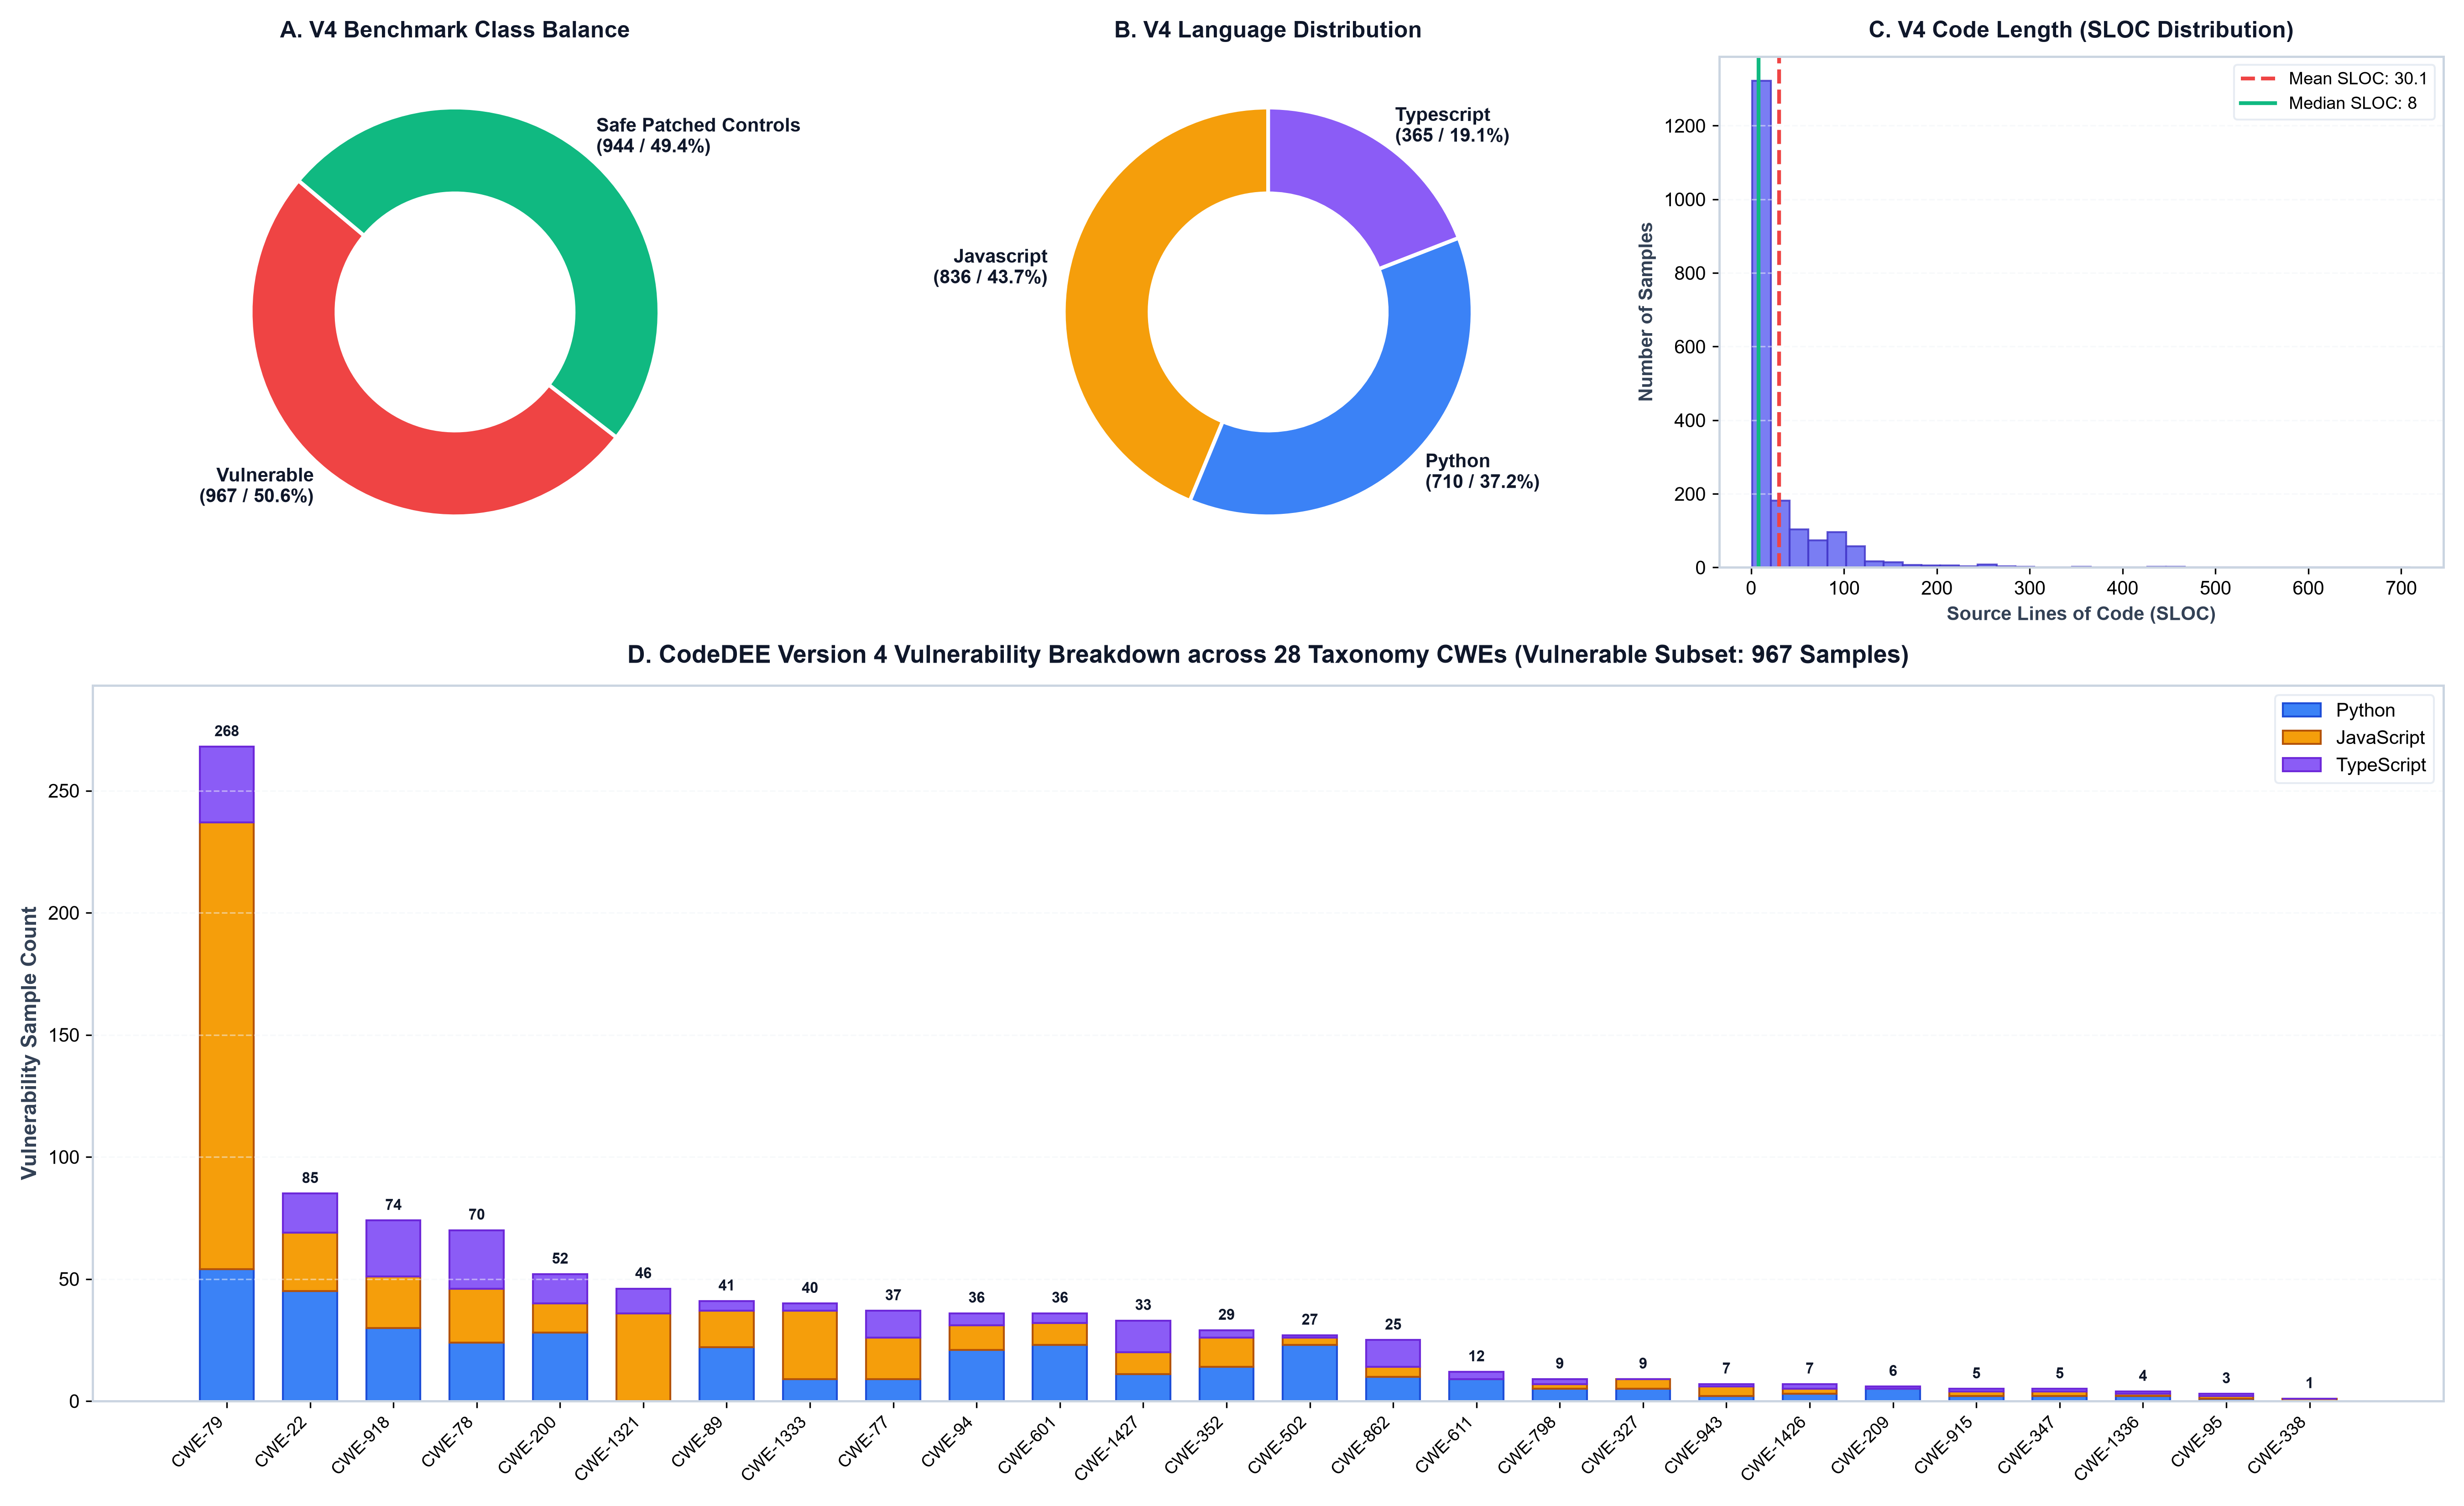 A. V4 Benchmark Class Balance
Safe Patched Controls
(944 / 49.4%)
Vulnerable
(967 / 50.6%)
B. V4 Language Distribution
Typescript
(365 / 19.1%)
Javascript
(836 / 43.7%)
Python
(710 / 37.2%)
C. V4 Code Length (SLOC Distribution)
Mean SLOC: 30.1
Median SLOC: 8
Number of Samples
1200
1000
800
600
400
200
0
0 100 200 300 400 500 600 700
Source Lines of Code (SLOC)
D. CodeDEE Version 4 Vulnerability Breakdown across 28 Taxonomy CWEs (Vulnerable Subset: 967 Samples)
Python
JavaScript
TypeScript
Vulnerability Sample Count
250
200
150
100
50
0
268 85 74 70 52 46 41 40 37 36 36 33 29 27 25 12 9 9 7 7 6 5 5 4 3 1
CWE-79 CWE-22 CWE-918 CWE-78 CWE-200 CWE-1321 CWE-89 CWE-1333 CWE-77 CWE-94 CWE-601 CWE-1427 CWE-352 CWE-502 CWE-862 CWE-611 CWE-798 CWE-327 CWE-943 CWE-1426 CWE-209 CWE-915 CWE-347 CWE-1336 CWE-95 CWE-338